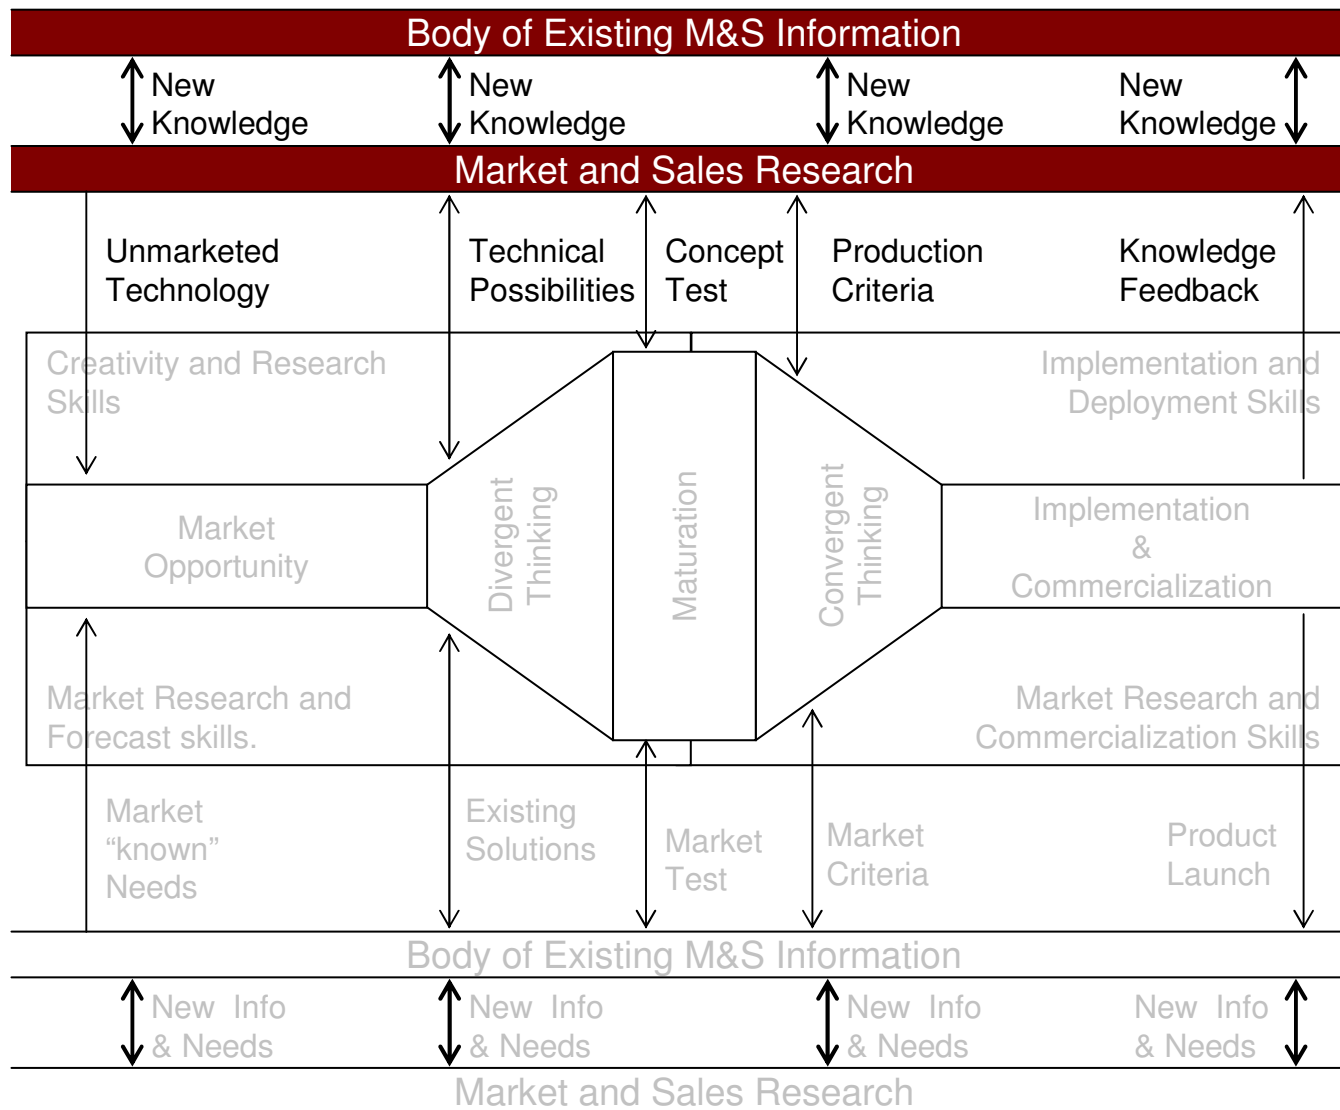 Body of Existing M&S Information
New
Knowledge
New
Knowledge
New
Knowledge
New
Knowledge
Market and Sales Research
Unmarketed
Technology
Technical
Possibilities
Concept
Test
Production
Criteria
Knowledge
Feedback
Creativity and Research
Skills
Implementation and
Deployment Skills
Market
Opportunity
Divergent
Thinking
Maturation
Convergent
Thinking
Implementation
&
Commercialization
Market Research and
Forecast skills.
Market Research and
Commercialization Skills
Market
“known”
Needs
Existing
Solutions
Market
Test
Market
Criteria
Product
Launch
Body of Existing M&S Information
New Info
& Needs
New Info
& Needs
New Info
& Needs
New Info
& Needs
Market and Sales Research